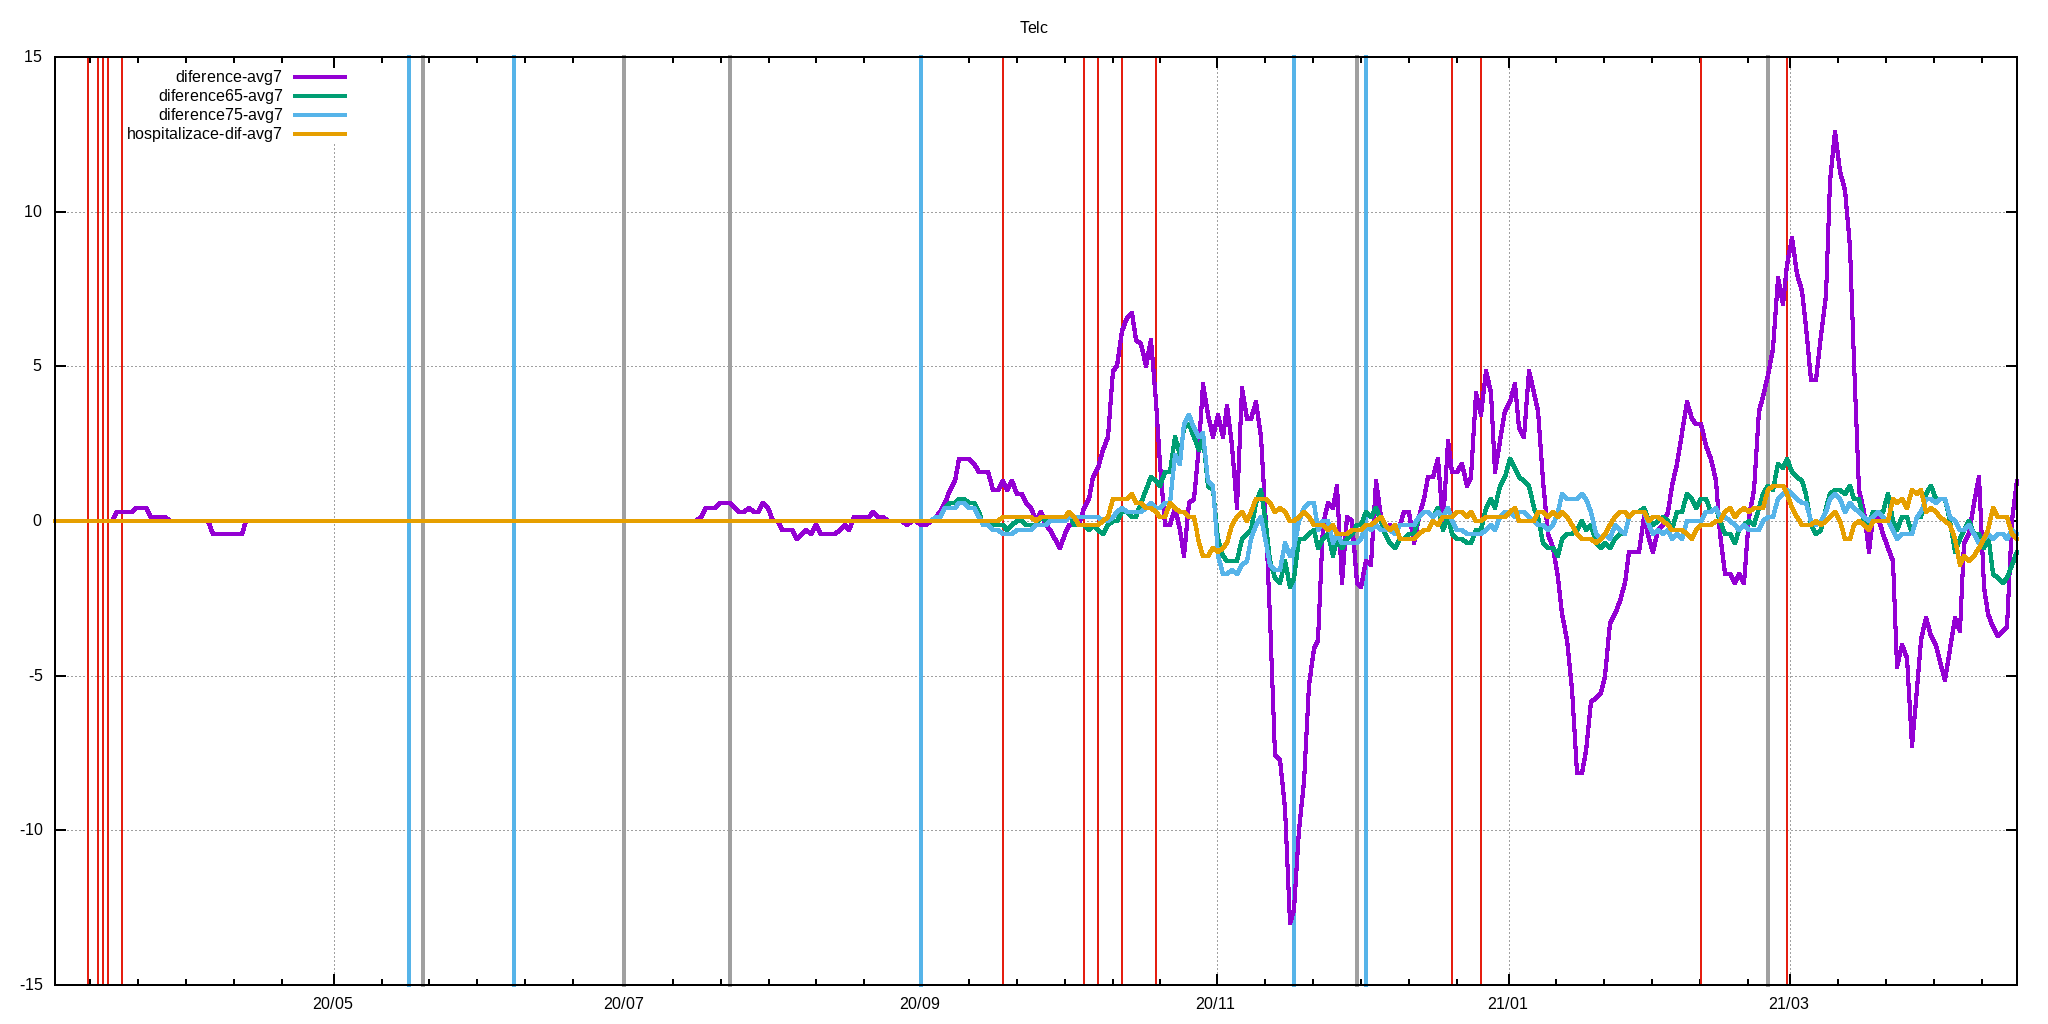 Telc
15
10
5
0
-5
-10
-15
diference-avg7
diference65-avg7
diference75-avg7
hospitalizace-dif-avg7
20/05 20/07 20/09 20/11 21/01 21/03